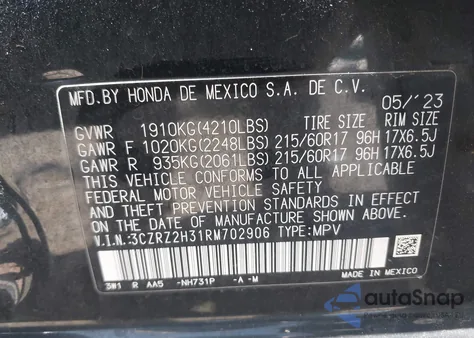 MFD.BY HONDA DE MEXICO S.A. DE C.V.
05/'23
GVWR 1910KG(4210LBS) TIRE SIZE RIM SIZE
GAWR F 1020KG(2248LBS) 215/60R17 96H 17X6.5J
GAWR R 935KG(2061LBS) 215/60R17 96H 17X6.5J
THIS VEHICLE CONFORMS TO ALL APPLICABLE
FEDERAL MOTOR VEHICLE SAFETY
AND THEFT PREVENTION STANDARDS IN EFFECT ON
THE DATE OF MANUFACTURE SHOWN ABOVE.
V.I.N.:3CZRZ2H31RM702906 TYPE:MPV
3W1 R AA5 -NH731P -A -M MADE IN MEXICO
autoSnap